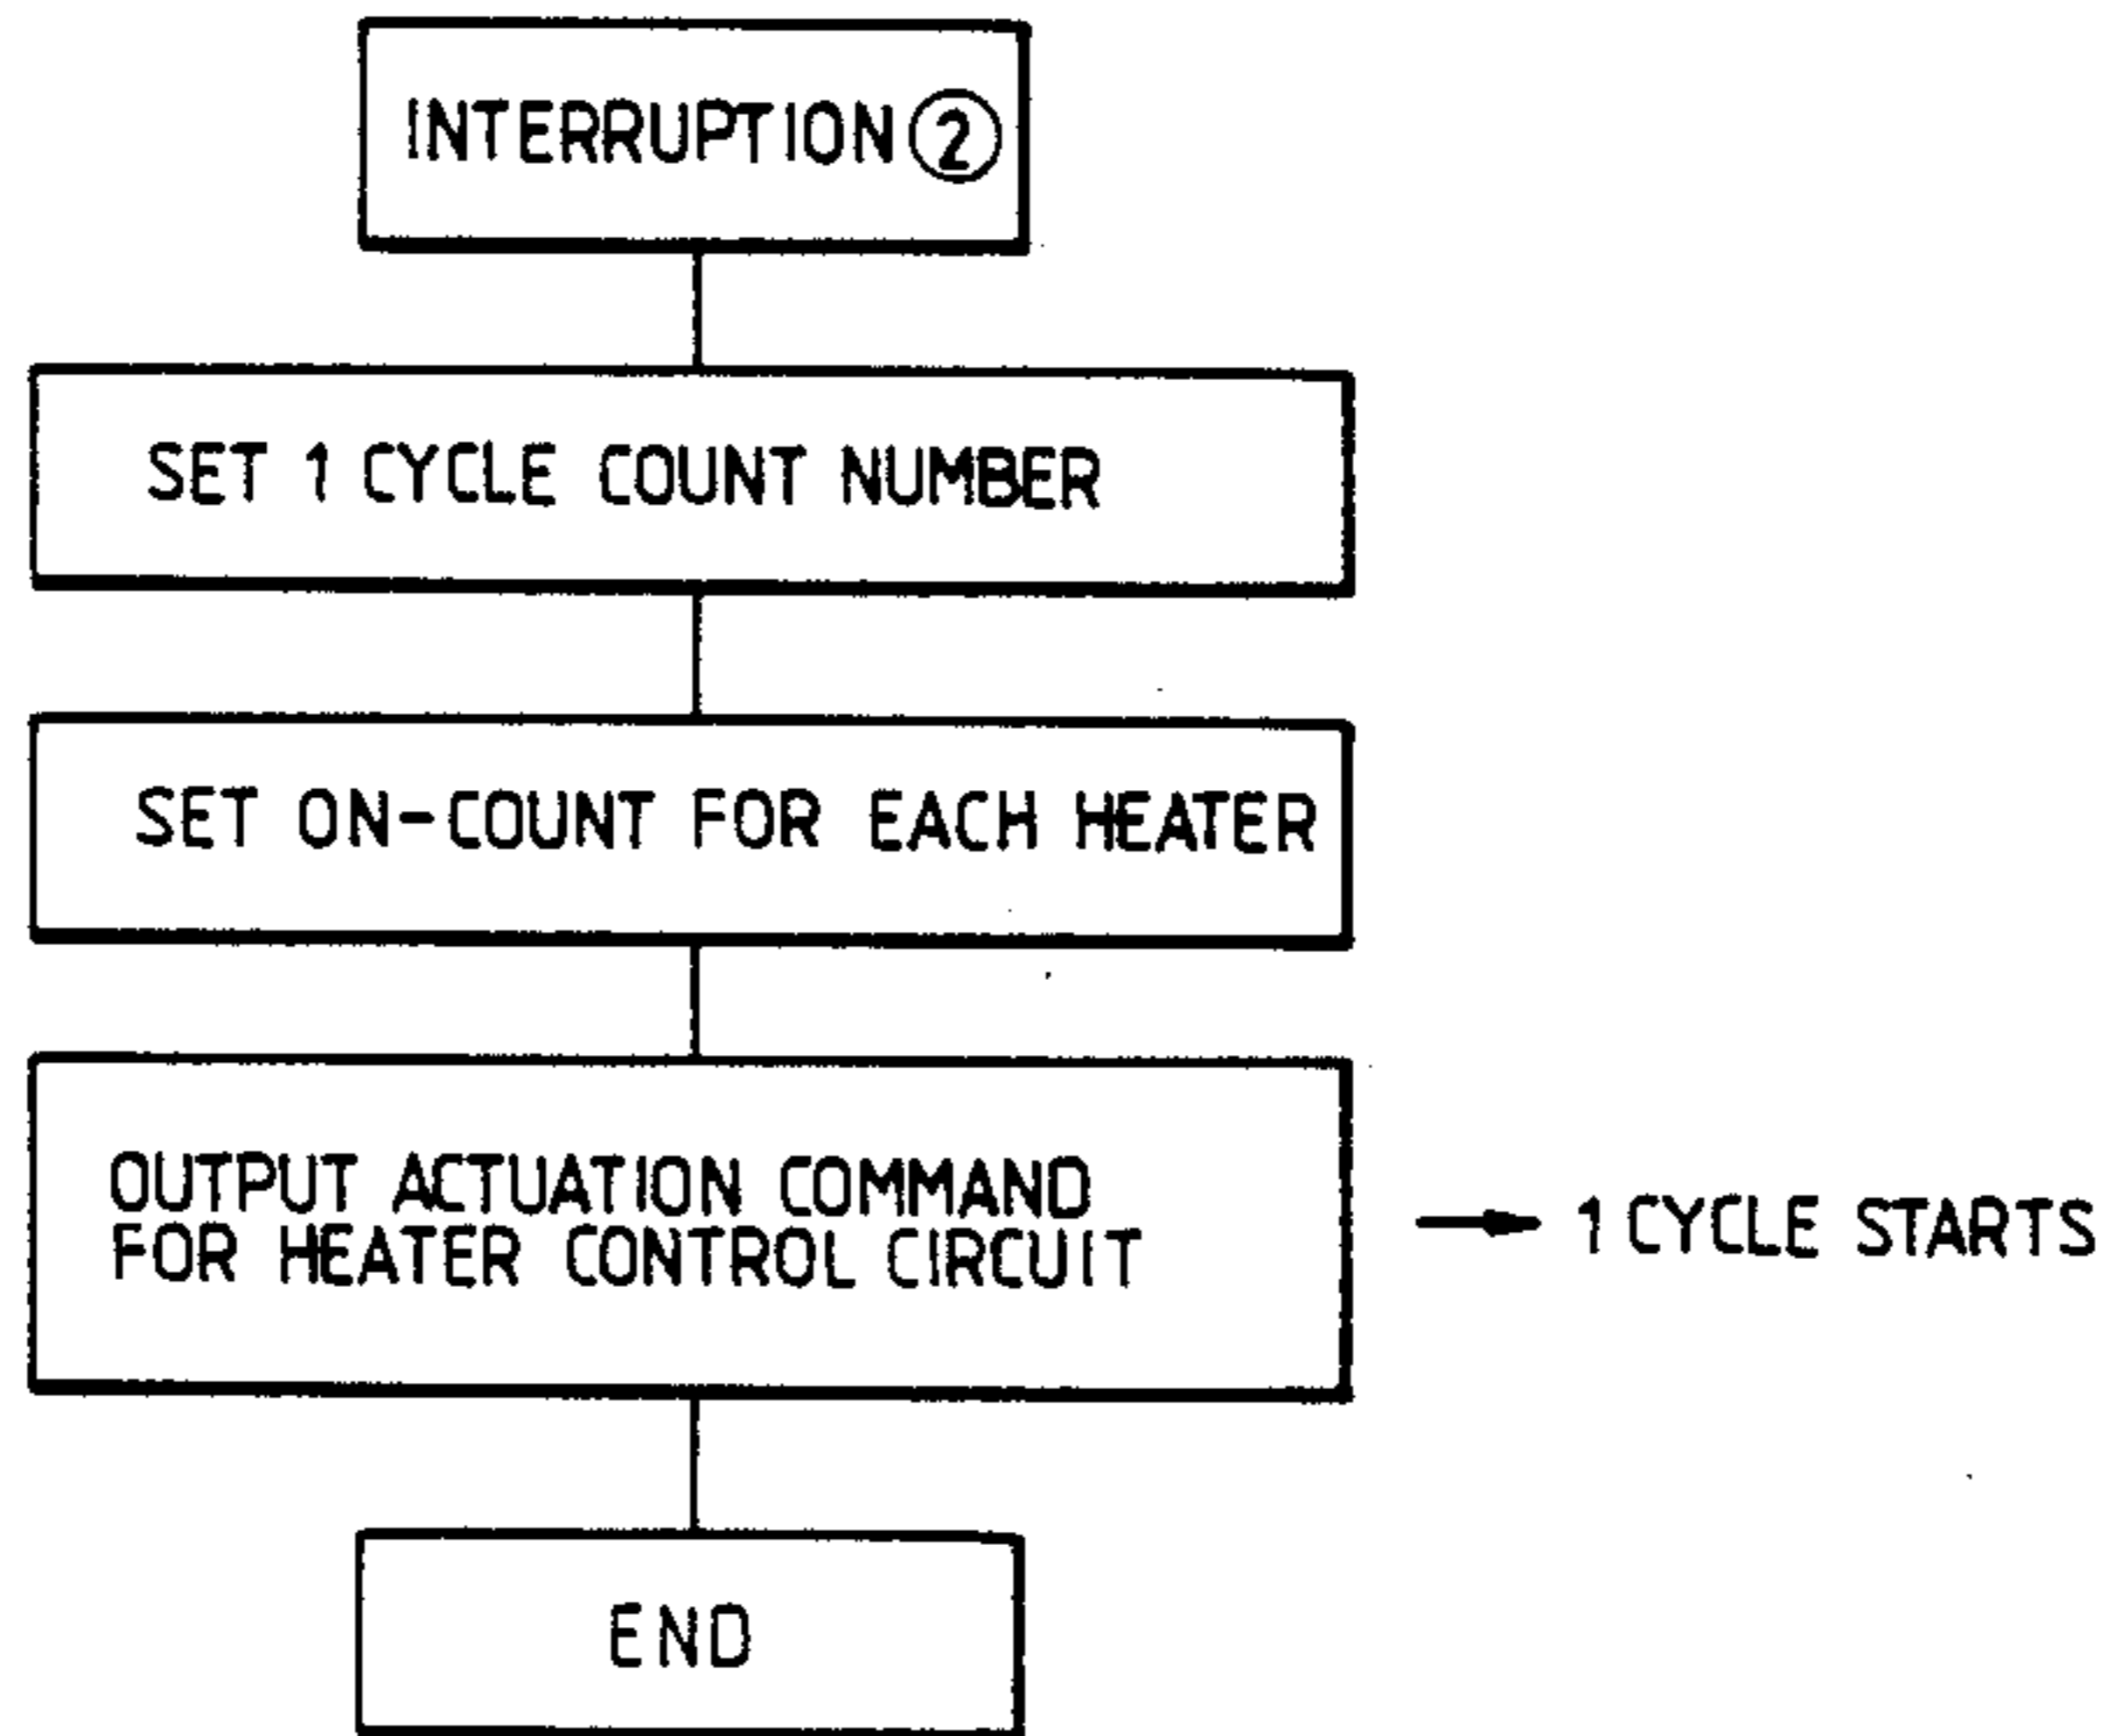 INTERRUPTION ②
SET 1 CYCLE COUNT NUMBER
SET ON-COUNT FOR EACH HEATER
OUTPUT ACTUATION COMMAND
FOR HEATER CONTROL CIRCUIT
→ 1 CYCLE STARTS
END